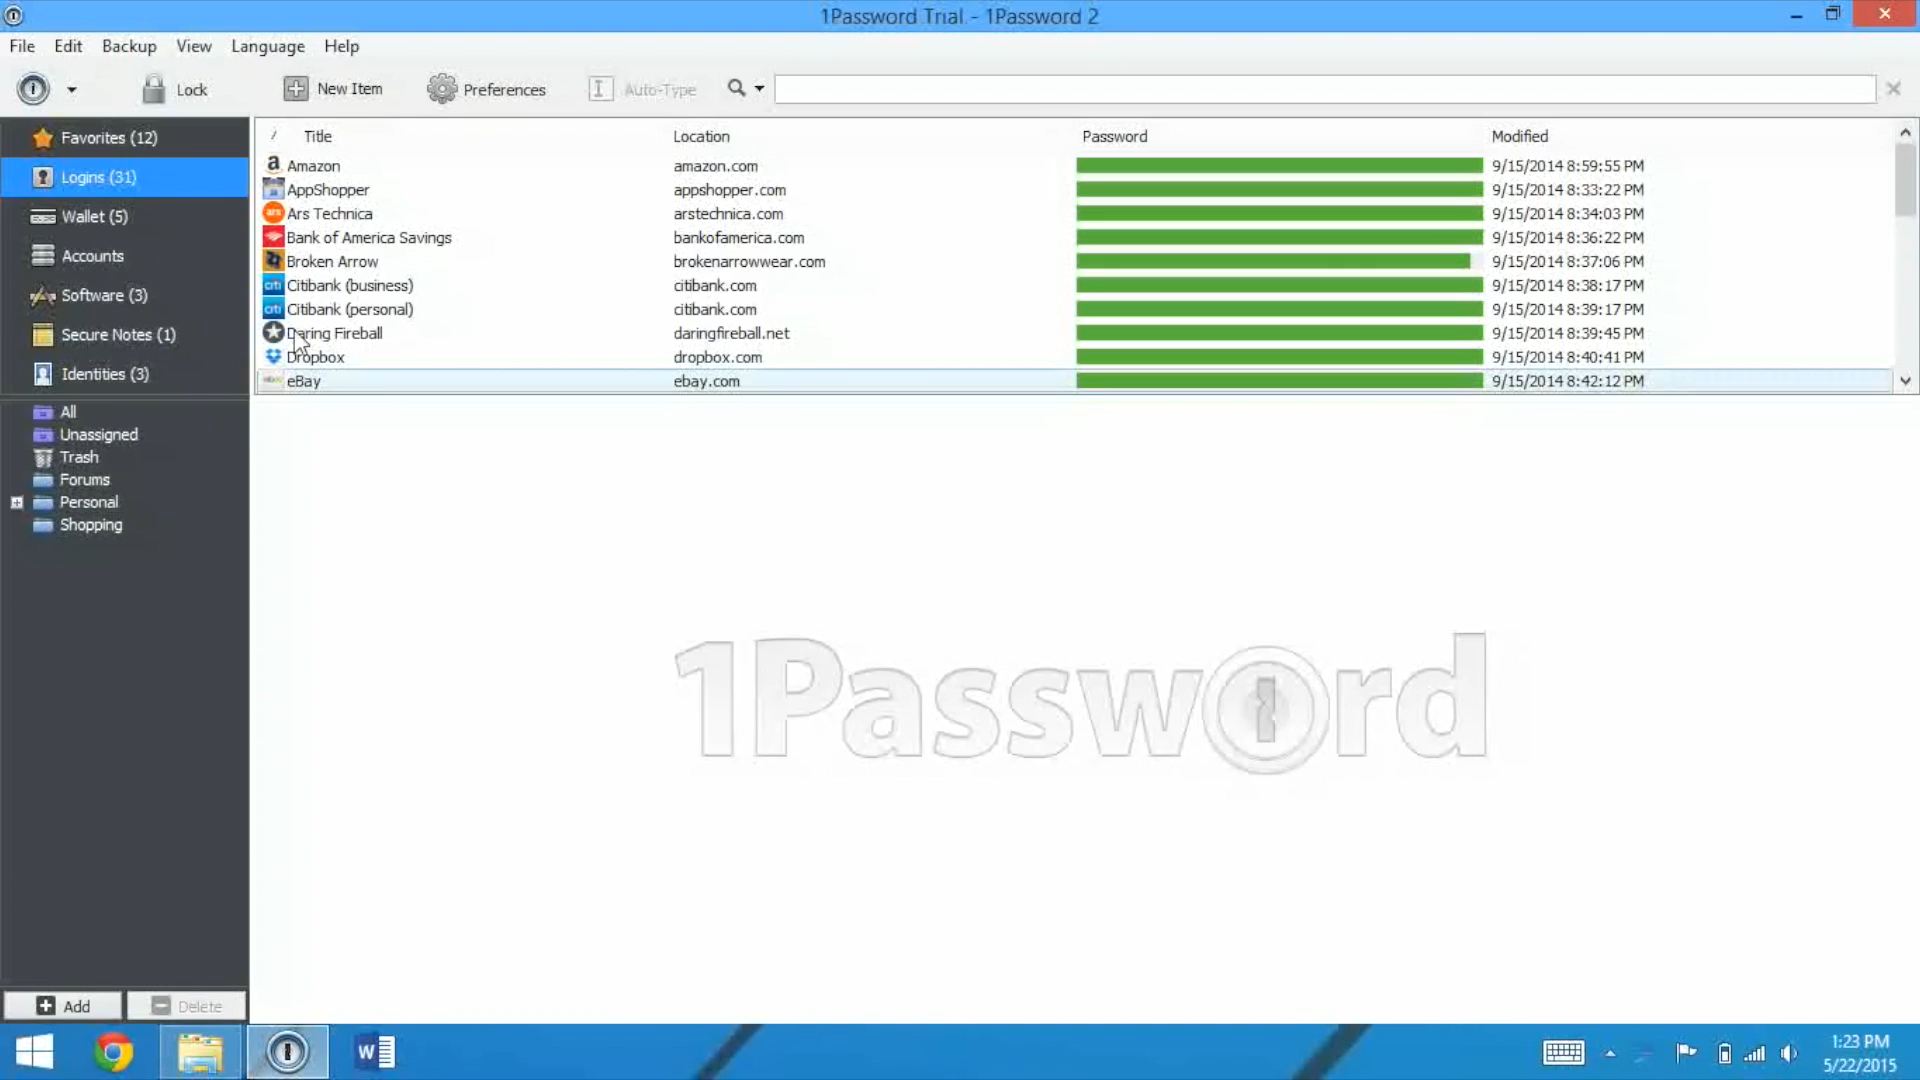 1Password Trial - 1Password 2
File Edit Backup View Language Help
Lock New Item Preferences Auto-Type
Favorites (12)
Logins (31)
Wallet (5)
Accounts
Software (3)
Secure Notes (1)
Identities (3)
All
Unassigned
Trash
Forums
Personal
Shopping
Add Delete
Title Location Password Modified
Amazon amazon.com 9/15/2014 8:59:55 PM
AppShopper appshopper.com 9/15/2014 8:33:22 PM
Ars Technica arstechnica.com 9/15/2014 8:34:03 PM
Bank of America Savings bankofamerica.com 9/15/2014 8:36:22 PM
Broken Arrow brokenarrowwear.com 9/15/2014 8:37:06 PM
Citibank (business) citibank.com 9/15/2014 8:38:17 PM
Citibank (personal) citibank.com 9/15/2014 8:39:17 PM
Daring Fireball daringfireball.net 9/15/2014 8:39:45 PM
Dropbox dropbox.com 9/15/2014 8:40:41 PM
eBay ebay.com 9/15/2014 8:42:12 PM
1Password
1:23 PM
5/22/2015